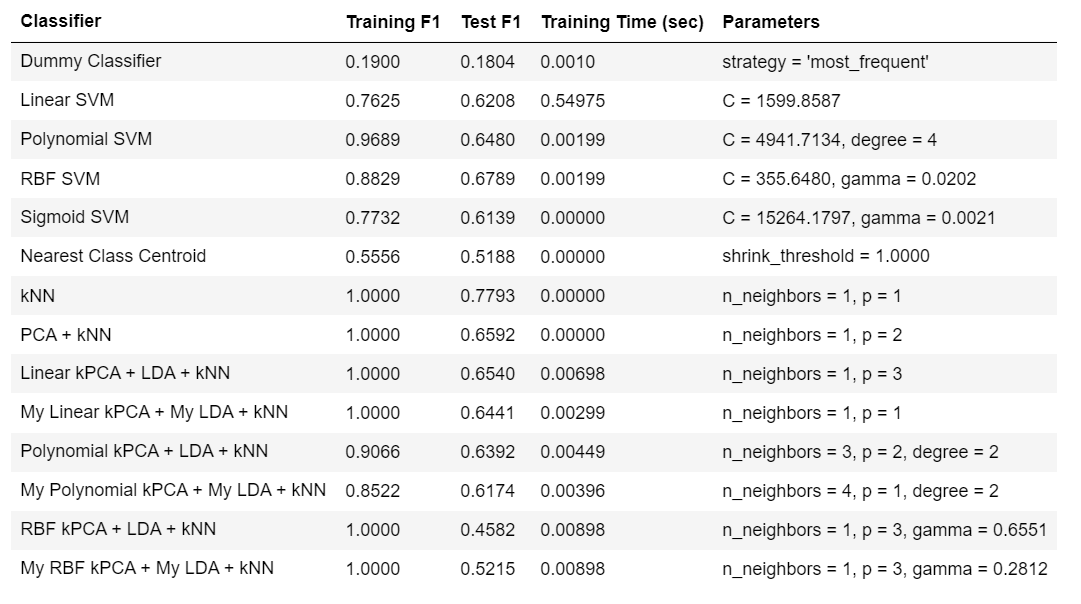 Classifier Training F1 Test F1 Training Time (sec) Parameters
Dummy Classifier 0.1900 0.1804 0.0010 strategy = 'most_frequent'
Linear SVM 0.7625 0.6208 0.54975 C = 1599.8587
Polynomial SVM 0.9689 0.6480 0.00199 C = 4941.7134, degree = 4
RBF SVM 0.8829 0.6789 0.00199 C = 355.6480, gamma = 0.0202
Sigmoid SVM 0.7732 0.6139 0.00000 C = 15264.1797, gamma = 0.0021
Nearest Class Centroid 0.5556 0.5188 0.00000 shrink_threshold = 1.0000
kNN 1.0000 0.7793 0.00000 n_neighbors = 1, p = 1
PCA + kNN 1.0000 0.6592 0.00000 n_neighbors = 1, p = 2
Linear kPCA + LDA + kNN 1.0000 0.6540 0.00698 n_neighbors = 1, p = 3
My Linear kPCA + My LDA + kNN 1.0000 0.6441 0.00299 n_neighbors = 1, p = 1
Polynomial kPCA + LDA + kNN 0.9066 0.6392 0.00449 n_neighbors = 3, p = 2, degree = 2
My Polynomial kPCA + My LDA + kNN 0.8522 0.6174 0.00396 n_neighbors = 4, p = 1, degree = 2
RBF kPCA + LDA + kNN 1.0000 0.4582 0.00898 n_neighbors = 1, p = 3, gamma = 0.6551
My RBF kPCA + My LDA + kNN 1.0000 0.5215 0.00898 n_neighbors = 1, p = 3, gamma = 0.2812